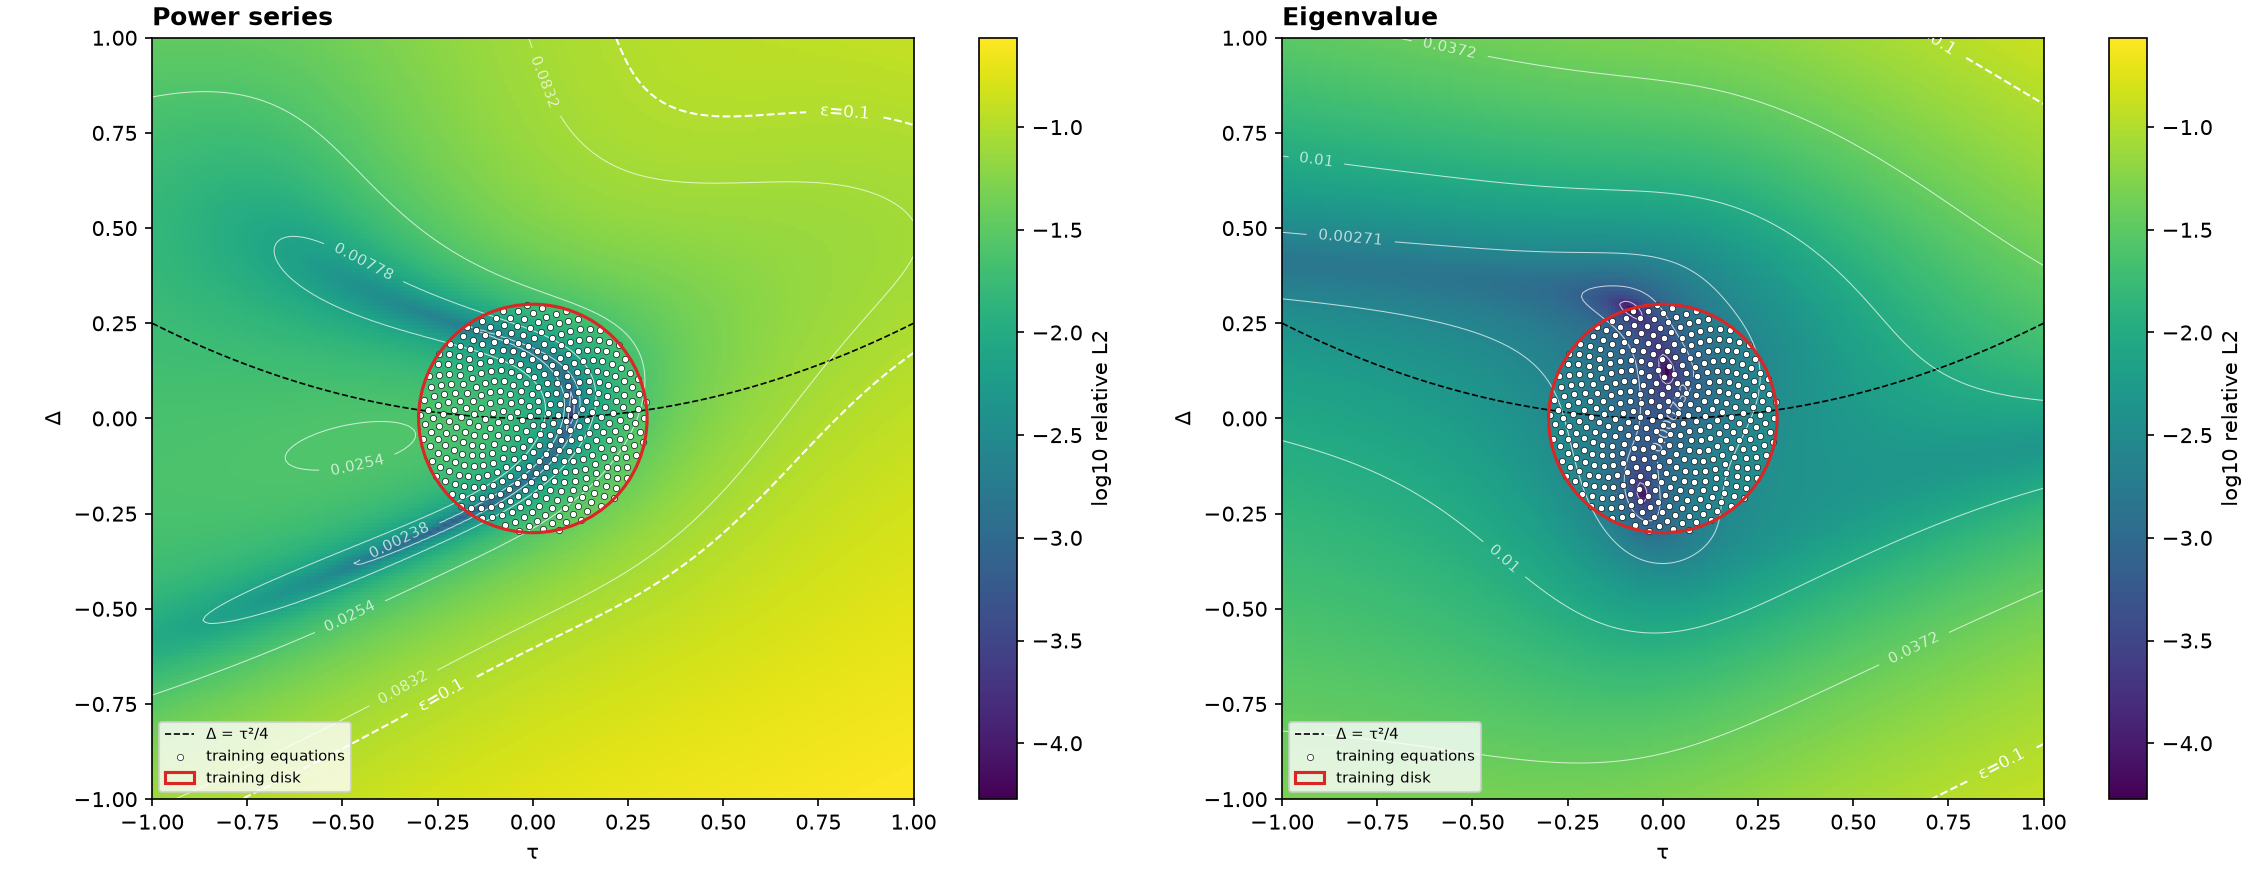 Power series
1.00
0.75
0.50
0.25
0.00
−0.25
−0.50
−0.75
−1.00
Δ
−1.00 −0.75 −0.50 −0.25 0.00 0.25 0.50 0.75 1.00
τ
0.0832
ε=0.1
0.00778
0.0254
0.00238
0.0254
0.0832
ε=0.1
Δ = τ²/4
training equations
training disk
−1.0
−1.5
−2.0
−2.5
−3.0
−3.5
−4.0
log10 relative L2
Eigenvalue
1.00
0.75
0.50
0.25
0.00
−0.25
−0.50
−0.75
−1.00
Δ
−1.00 −0.75 −0.50 −0.25 0.00 0.25 0.50 0.75 1.00
τ
0.0372
0.01
0.00271
0.01
0.0372
ε=0.1
Δ = τ²/4
training equations
training disk
−1.0
−1.5
−2.0
−2.5
−3.0
−3.5
−4.0
log10 relative L2